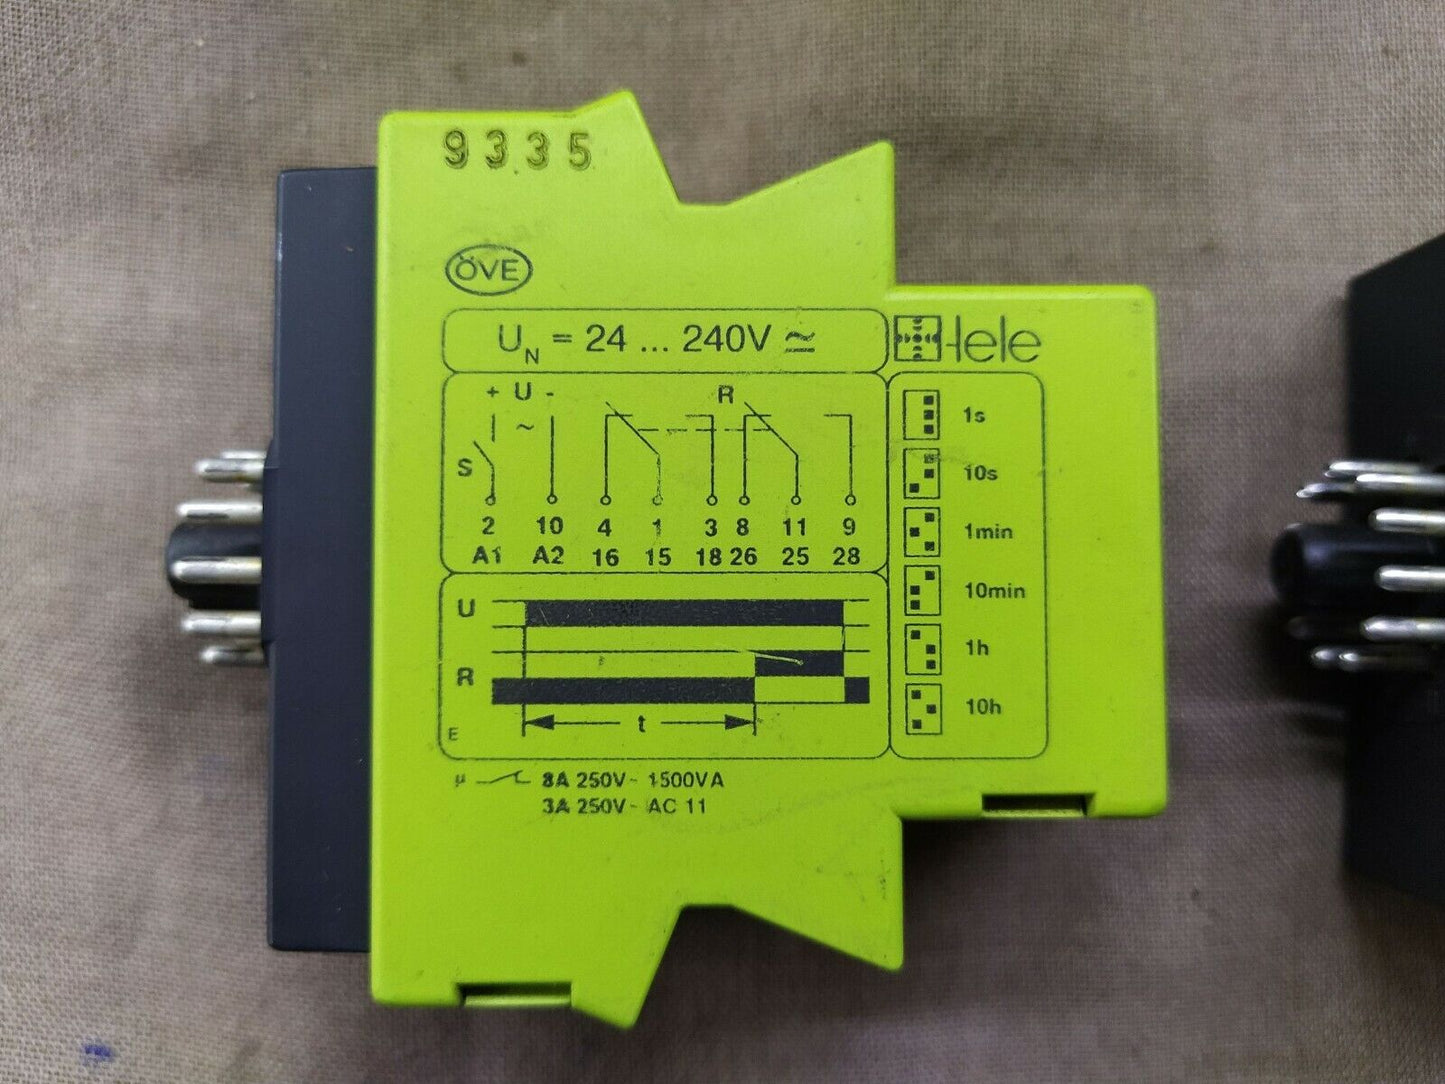 9335
ÖVE
UN = 24 ... 240V ≃
tele
+ U -
~
R
S
2 10 4 1 3 8 11 9
A1 A2 16 15 18 26 25 28
U
R
t
E
µ 8A 250V~ 1500VA
3A 250V~ AC 11
1s
10s
1min
10min
1h
10h